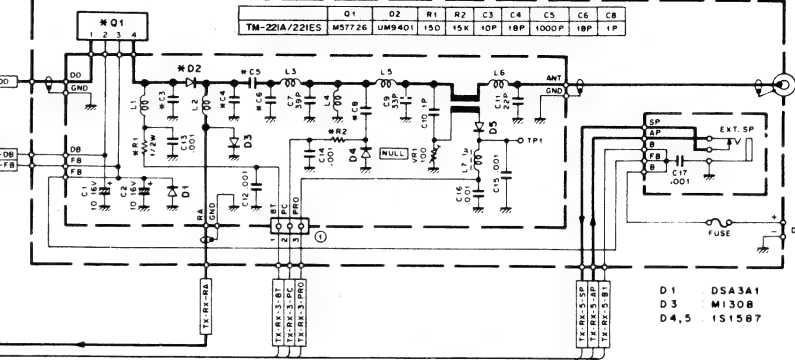 Q1 D2 R1 R2 C3 C4 C5 C6 C8
TM-221A/221ES M57726 UM9401 150 15K 10P 18P 1000P 18P 1P
*Q1
1 2 3 4
DO
GND
*D2
*C5
L3
L5
L6
ANT
GND
L1
*C3
L2
*C4
*C6
C7 39P
L4
*C8
C9 33P
C10 1P
C11 22P
D5
*R1 1/2W
C13 .001
D3
C14 .001
*R2
D4
NULL
VR1 100
L7 1μ
TP1
DB
FB
FB
-DB
-FB
C1 10 16V
C2 10 16V
D1
RA
GND
C12 .001
BT
PC
PRO
1 2 3
1
C16 .001
C15 .001
SP
AP
B
FB
B
EXT. SP
C17 .001
FUSE
+
-
TX-RX-RA
TX-RX-3-BT
TX-RX-3-PC
TX-RX-3-PRO
TX-RX-5-SP
TX-RX-5-AP
TX-RX-5-B1
D1 DSA3A1
D3 MI308
D4,5 1S1587